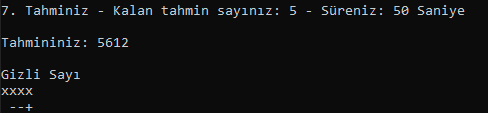 7. Tahminiz - Kalan tahmin sayınız: 5 - Süreniz: 50 Saniye
Tahmininiz: 5612
Gizli Sayı
xxxx
--+